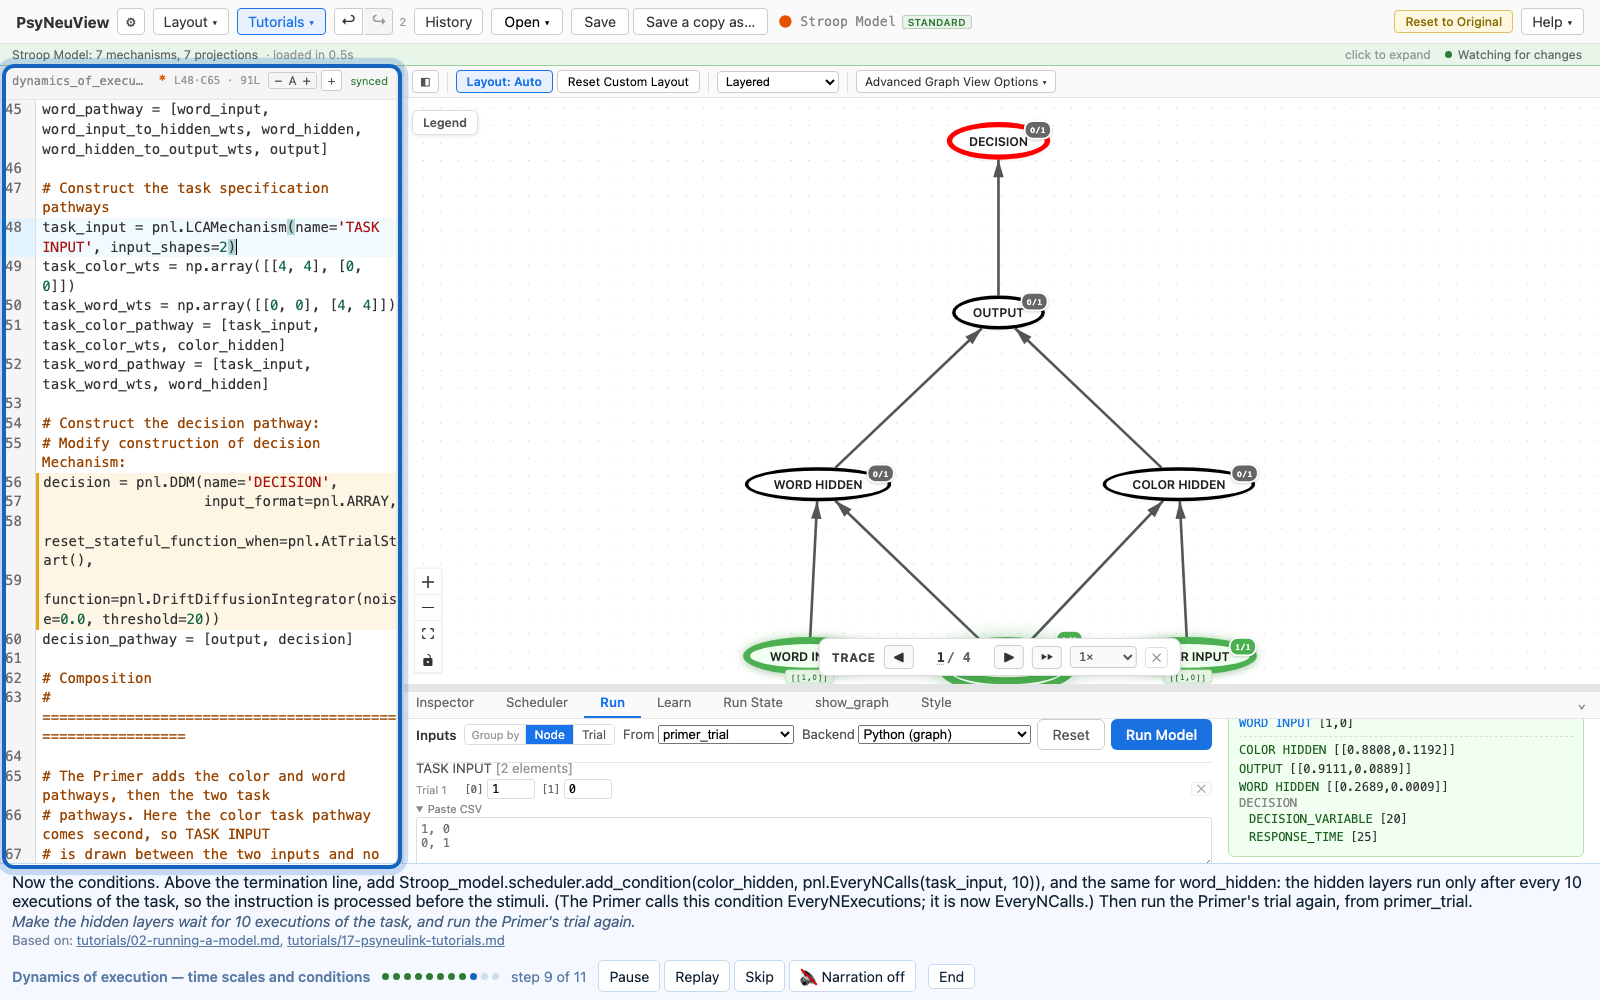 PsyNeuView ⚙ Layout ▾ Tutorials ▾ ↩ ↪ 2 History Open ▾ Save Save a copy as... Stroop Model STANDARD Reset to Original Help ▾
Stroop Model: 7 mechanisms, 7 projections · loaded in 0.5s click to expand Watching for changes
dynamics_of_execu... * L48·C65 · 91L − A + + synced
45 word_pathway = [word_input,
word_input_to_hidden_wts, word_hidden,
word_hidden_to_output_wts, output]
46
47 # Construct the task specification
pathways
48 task_input = pnl.LCAMechanism(name='TASK
INPUT', input_shapes=2)
49 task_color_wts = np.array([[4, 4], [0,
0]])
50 task_word_wts = np.array([[0, 0], [4, 4]])
51 task_color_pathway = [task_input,
task_color_wts, color_hidden]
52 task_word_pathway = [task_input,
task_word_wts, word_hidden]
53
54 # Construct the decision pathway:
55 # Modify construction of decision
Mechanism:
56 decision = pnl.DDM(name='DECISION',
57 input_format=pnl.ARRAY,
58
reset_stateful_function_when=pnl.AtTrialSt
art(),
59
function=pnl.DriftDiffusionIntegrator(nois
e=0.0, threshold=20))
60 decision_pathway = [output, decision]
61
62 # Composition
63 #
==========================================
=================
64
65 # The Primer adds the color and word
pathways, then the two task
66 # pathways. Here the color task pathway
comes second, so TASK INPUT
67 # is drawn between the two inputs and no
Layout: Auto Reset Custom Layout Layered Advanced Graph View Options ▾
Legend
DECISION 0/1
OUTPUT 0/1
WORD HIDDEN 0/1
COLOR HIDDEN 0/1
WORD IN
R INPUT 1/1
[[1,0]]
[[1,0]]
TRACE ◀ 1 / 4 ▶ ▸▸ 1× ×
Inspector Scheduler Run Learn Run State show_graph Style
Inputs Group by Node Trial From primer_trial Backend Python (graph) Reset Run Model
TASK INPUT [2 elements]
Trial 1 [0] 1 [1] 0 ×
▾ Paste CSV
1, 0
0, 1
WORD INPUT [1,0]
COLOR HIDDEN [[0.8808,0.1192]]
OUTPUT [[0.9111,0.0889]]
WORD HIDDEN [[0.2689,0.0009]]
DECISION
DECISION_VARIABLE [20]
RESPONSE_TIME [25]
Now the conditions. Above the termination line, add Stroop_model.scheduler.add_condition(color_hidden, pnl.EveryNCalls(task_input, 10)), and the same for word_hidden: the hidden layers run only after every 10
executions of the task, so the instruction is processed before the stimuli. (The Primer calls this condition EveryNExecutions; it is now EveryNCalls.) Then run the Primer's trial again, from primer_trial.
Make the hidden layers wait for 10 executions of the task, and run the Primer's trial again.
Based on: tutorials/02-running-a-model.md, tutorials/17-psyneulink-tutorials.md
Dynamics of execution — time scales and conditions step 9 of 11 Pause Replay Skip Narration off End